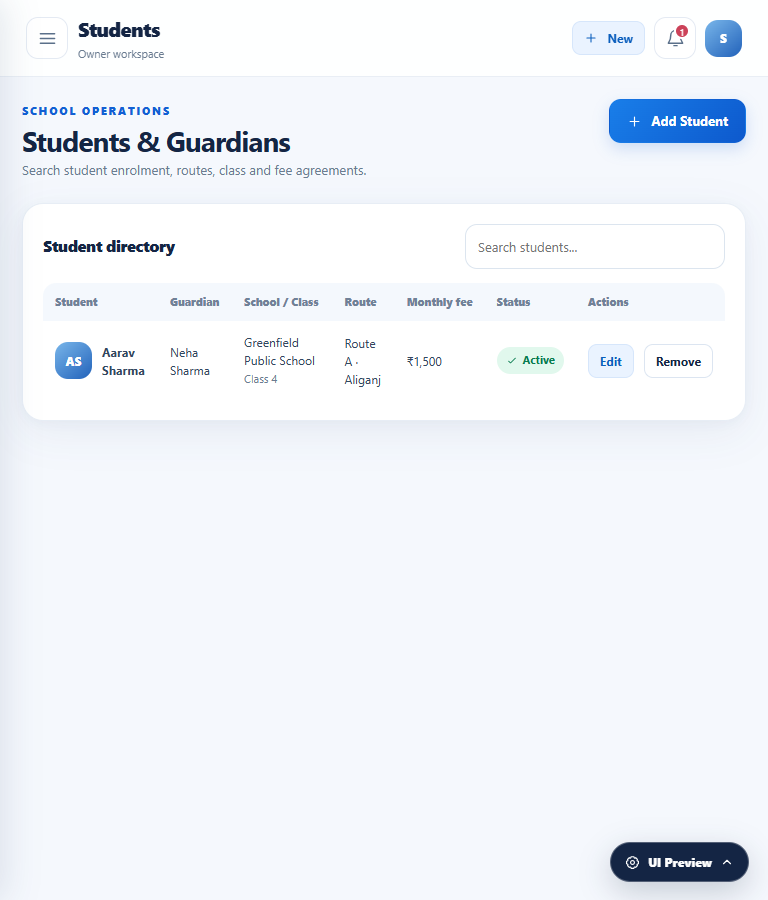 Students
Owner workspace
+ New
1
S
SCHOOL OPERATIONS
Students & Guardians
Search student enrolment, routes, class and fee agreements.
+ Add Student
Student directory
Search students...
Student Guardian School / Class Route Monthly fee Status Actions
AS
Aarav
Sharma
Neha
Sharma
Greenfield
Public School
Class 4
Route
A ·
Aliganj
₹1,500
✓ Active
Edit
Remove
UI Preview